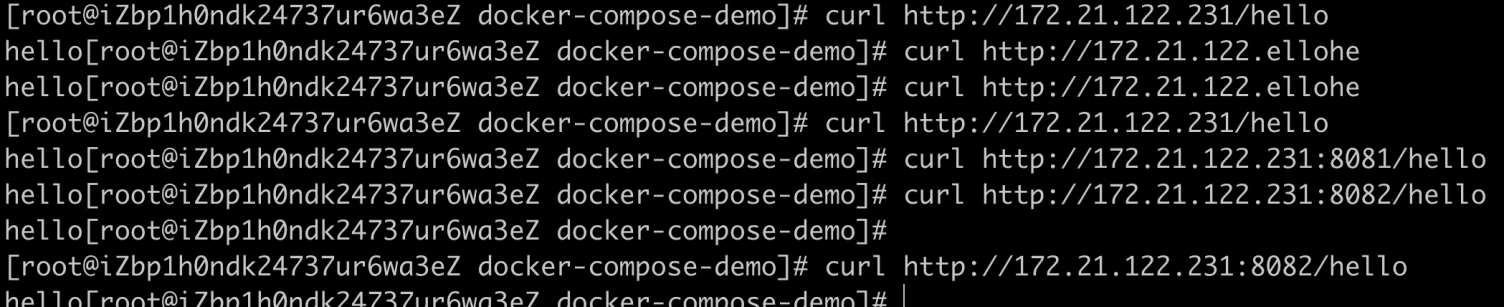 [root@iZbp1h0ndk24737ur6wa3eZ docker-compose-demo]# curl http://172.21.122.231/hello
hello[root@iZbp1h0ndk24737ur6wa3eZ docker-compose-demo]# curl http://172.21.122.ellohe
hello[root@iZbp1h0ndk24737ur6wa3eZ docker-compose-demo]# curl http://172.21.122.ellohe
[root@iZbp1h0ndk24737ur6wa3eZ docker-compose-demo]# curl http://172.21.122.231/hello
hello[root@iZbp1h0ndk24737ur6wa3eZ docker-compose-demo]# curl http://172.21.122.231:8081/hello
hello[root@iZbp1h0ndk24737ur6wa3eZ docker-compose-demo]# curl http://172.21.122.231:8082/hello
hello[root@iZbp1h0ndk24737ur6wa3eZ docker-compose-demo]#
[root@iZbp1h0ndk24737ur6wa3eZ docker-compose-demo]# curl http://172.21.122.231:8082/hello
hello[root@iZbp1h0ndk24737ur6wa3eZ docker-compose-demo]#